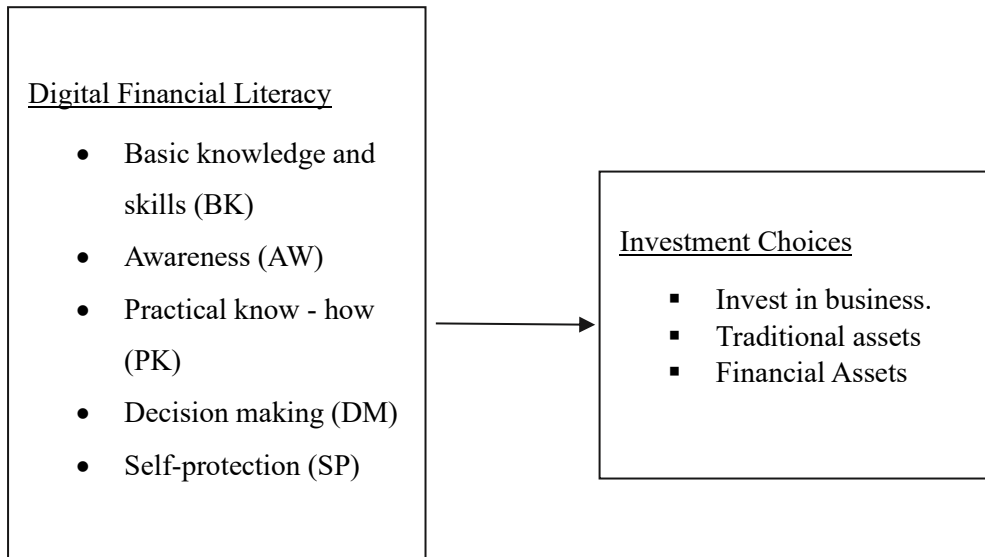 Digital Financial Literacy
• Basic knowledge and
skills (BK)
• Awareness (AW)
• Practical know - how
(PK)
• Decision making (DM)
• Self-protection (SP)
Investment Choices
▪ Invest in business.
▪ Traditional assets
▪ Financial Assets